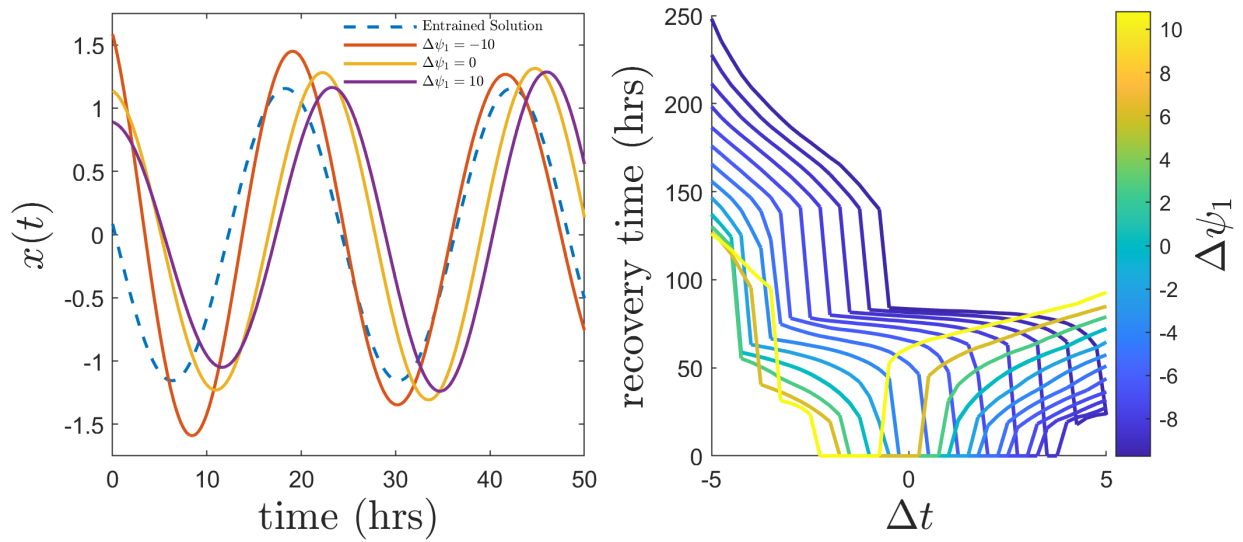 Entrained Solution
Δψ₁ = −10
Δψ₁ = 0
Δψ₁ = 10
1.5
1
0.5
0
-0.5
-1
-1.5
x(t)
0 10 20 30 40 50
time (hrs)
250
200
150
100
50
0
recovery time (hrs)
-5 0 5
Δt
10
8
6
4
2
0
-2
-4
-6
-8
Δψ₁